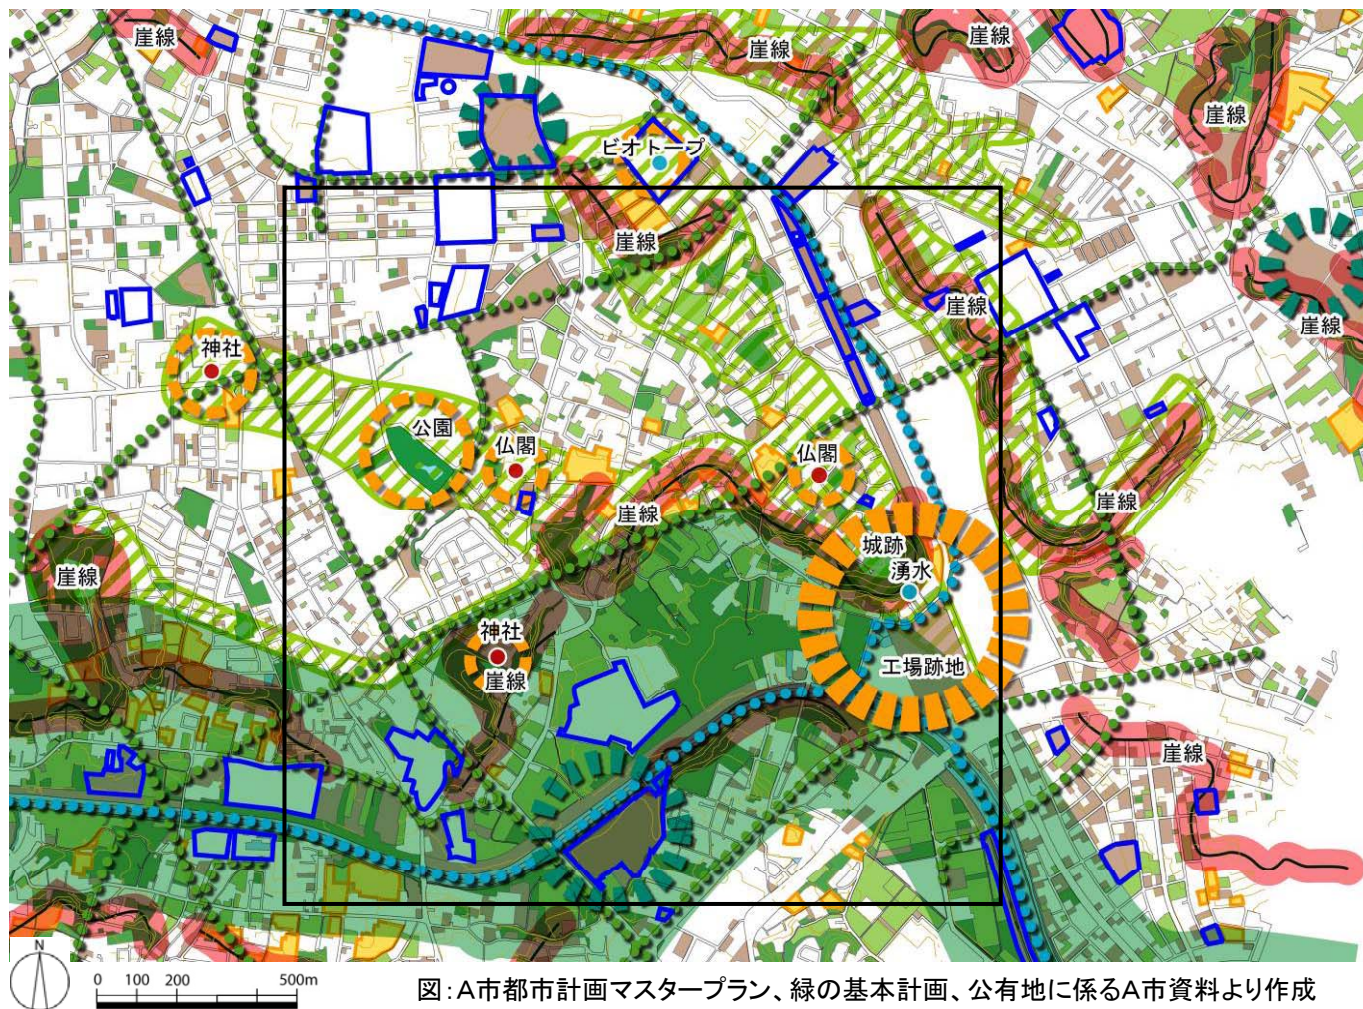 崖線
崖線
崖線
崖線
ビオトープ
崖線
崖線
崖線
神社
公園
仏閣
仏閣
崖線
崖線
城跡
湧水
崖線
神社
崖線
工場跡地
崖線
N
0 100 200 500m
図：A市都市計画マスタープラン、緑の基本計画、公有地に係るA市資料より作成